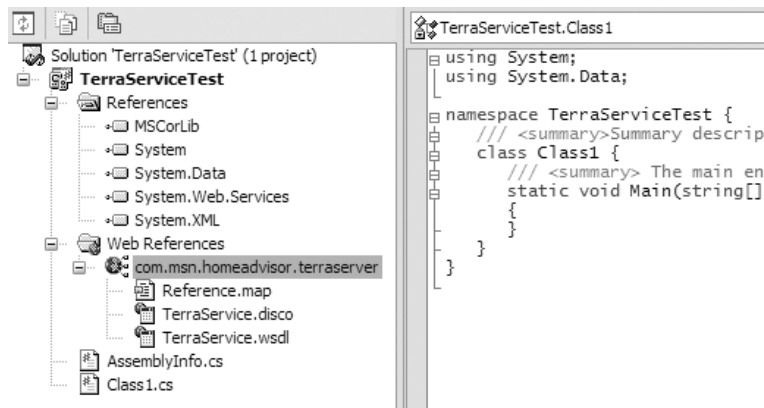 Solution 'TerraServiceTest' (1 project)
TerraServiceTest
References
MSCorLib
System
System.Data
System.Web.Services
System.XML
Web References
com.msn.homeadvisor.terraserver
Reference.map
TerraService.disco
TerraService.wsdl
AssemblyInfo.cs
Class1.cs
TerraServiceTest.Class1
using System;
using System.Data;
namespace TerraServiceTest {
/// <summary>Summary descrip
class Class1 {
/// <summary> The main en
static void Main(string[]
{
}
}
}